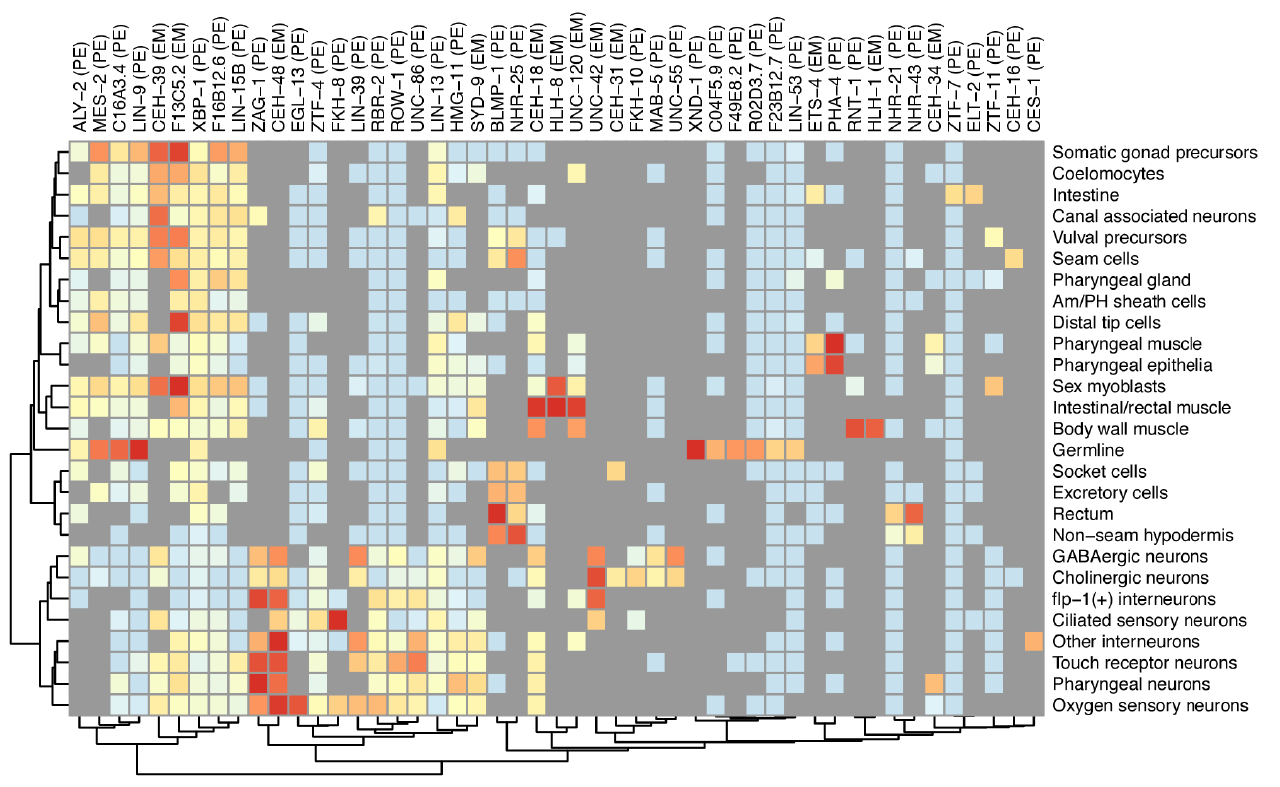 ALY-2 (PE)
MES-2 (PE)
C16A3.4 (PE)
LIN-9 (PE)
CEH-39 (EM)
F13C5.2 (EM)
XBP-1 (PE)
F16B12.6 (PE)
LIN-15B (PE)
ZAG-1 (PE)
CEH-48 (EM)
EGL-13 (PE)
ZTF-4 (PE)
FKH-8 (PE)
LIN-39 (PE)
RBR-2 (PE)
ROW-1 (PE)
UNC-86 (PE)
LIN-13 (PE)
HMG-11 (PE)
SYD-9 (EM)
BLMP-1 (PE)
NHR-25 (PE)
CEH-18 (EM)
HLH-8 (EM)
UNC-120 (EM)
UNC-42 (EM)
CEH-31 (EM)
FKH-10 (PE)
MAB-5 (PE)
UNC-55 (PE)
XND-1 (PE)
C04F5.9 (PE)
F49E8.2 (PE)
R02D3.7 (PE)
F23B12.7 (PE)
LIN-53 (PE)
ETS-4 (EM)
PHA-4 (PE)
RNT-1 (PE)
HLH-1 (EM)
NHR-21 (PE)
NHR-43 (PE)
CEH-34 (EM)
ZTF-7 (PE)
ELT-2 (PE)
ZTF-11 (PE)
CEH-16 (PE)
CES-1 (PE)
Somatic gonad precursors
Coelomocytes
Intestine
Canal associated neurons
Vulval precursors
Seam cells
Pharyngeal gland
Am/PH sheath cells
Distal tip cells
Pharyngeal muscle
Pharyngeal epithelia
Sex myoblasts
Intestinal/rectal muscle
Body wall muscle
Germline
Socket cells
Excretory cells
Rectum
Non−seam hypodermis
GABAergic neurons
Cholinergic neurons
flp−1(+) interneurons
Ciliated sensory neurons
Other interneurons
Touch receptor neurons
Pharyngeal neurons
Oxygen sensory neurons